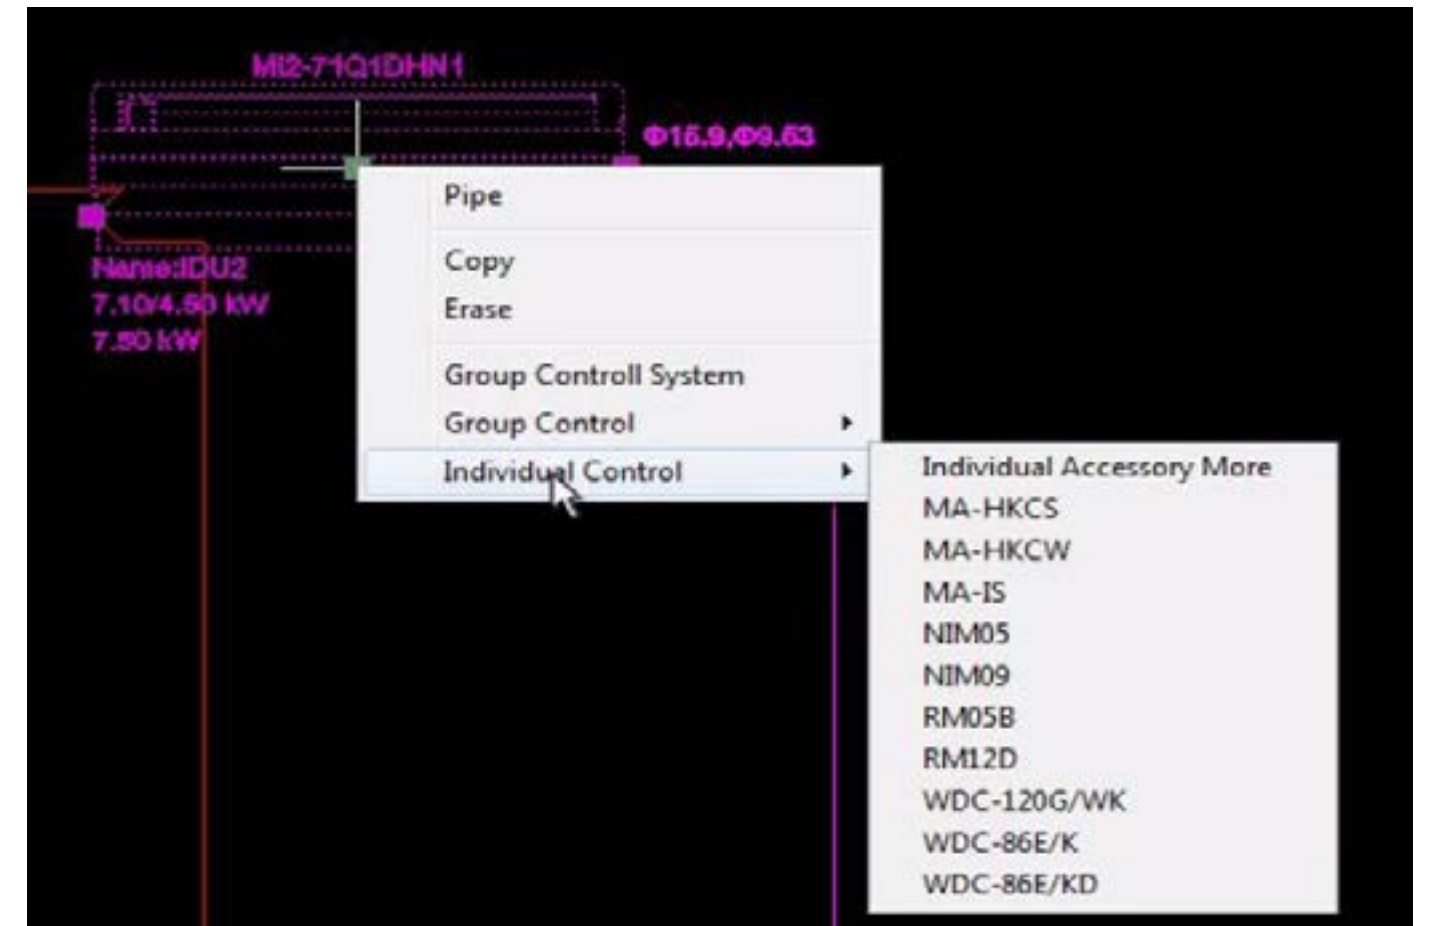 MI2-71Q1DHN1
Φ15.9,Φ9.53
Name:IDU2
7.10/4.50 kW
7.50 kW
Pipe
Copy
Erase
Group Controll System
Group Control
Individual Control
Individual Accessory More
MA-HKCS
MA-HKCW
MA-IS
NIM05
NIM09
RM05B
RM12D
WDC-120G/WK
WDC-86E/K
WDC-86E/KD